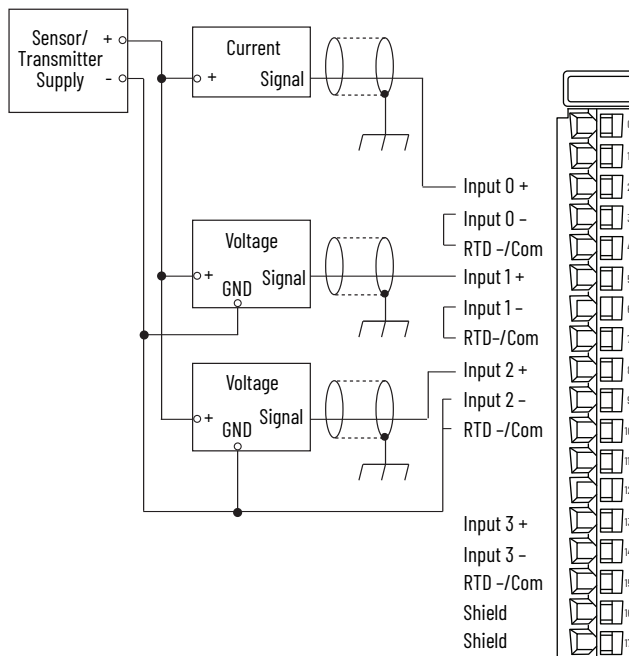 Sensor/
Transmitter
Supply
+
-
Current
+
Signal
Voltage
+
Signal
GND
Voltage
+
Signal
GND
Input 0 +
Input 0 –
RTD –/Com
Input 1 +
Input 1 –
RTD–/Com
Input 2 +
Input 2 –
RTD –/Com
Input 3 +
Input 3 –
RTD –/Com
Shield
Shield